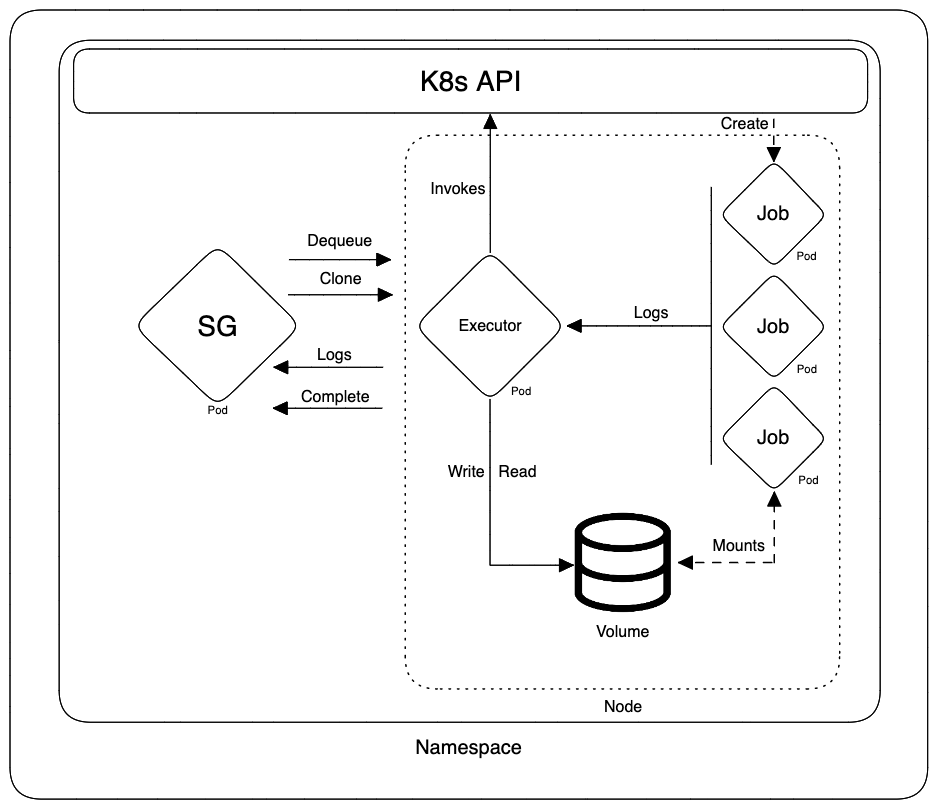 K8s API
Create
Invokes
Job
Pod
Dequeue
Clone
SG
Executor
Logs
Job
Logs
Pod
Complete
Pod
Pod
Job
Write
Read
Pod
Mounts
Volume
Node
Namespace